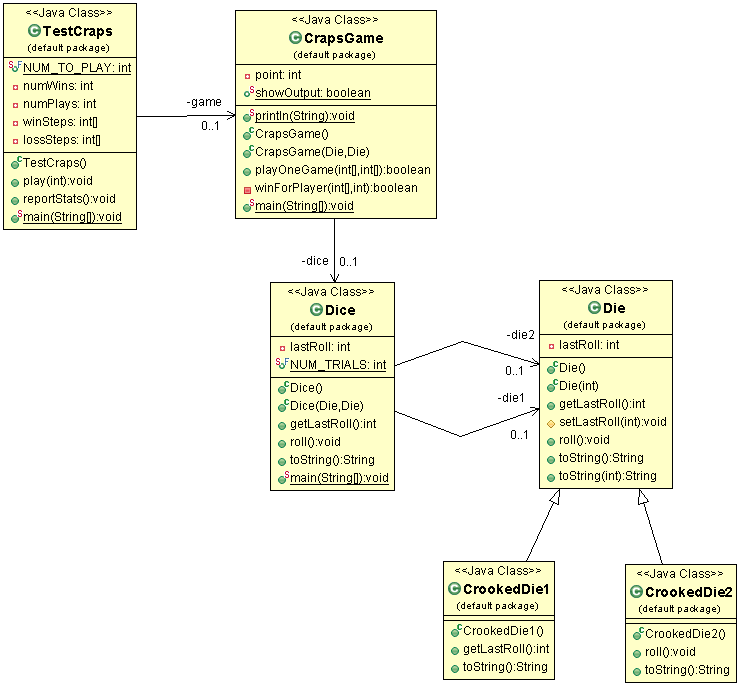 <<Java Class>>
TestCraps
(default package)
NUM_TO_PLAY: int
numWins: int
numPlays: int
winSteps: int[]
lossSteps: int[]
TestCraps()
play(int):void
reportStats():void
main(String[]):void
-game
0..1
<<Java Class>>
CrapsGame
(default package)
point: int
showOutput: boolean
println(String):void
CrapsGame()
CrapsGame(Die,Die)
playOneGame(int[],int[]):boolean
winForPlayer(int[],int):boolean
main(String[]):void
-dice
0..1
<<Java Class>>
Dice
(default package)
lastRoll: int
NUM_TRIALS: int
Dice()
Dice(Die,Die)
getLastRoll():int
roll():void
toString():String
main(String[]):void
-die2
0..1
-die1
0..1
<<Java Class>>
Die
(default package)
lastRoll: int
Die()
Die(int)
getLastRoll():int
setLastRoll(int):void
roll():void
toString():String
toString(int):String
<<Java Class>>
CrookedDie1
(default package)
CrookedDie1()
getLastRoll():int
toString():String
<<Java Class>>
CrookedDie2
(default package)
CrookedDie2()
roll():void
toString():String